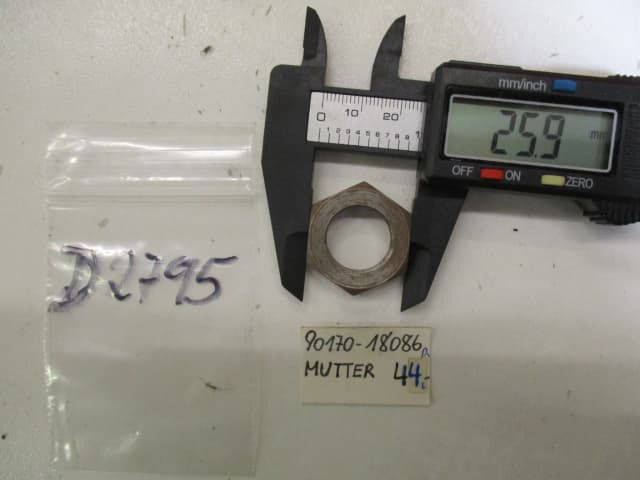 mm/inch
0 10 20
1 2 3 4 5 6 7 8 9
25.9 mm
OFF ON ZERO
D2795
90170-18086
MUTTER 44,-